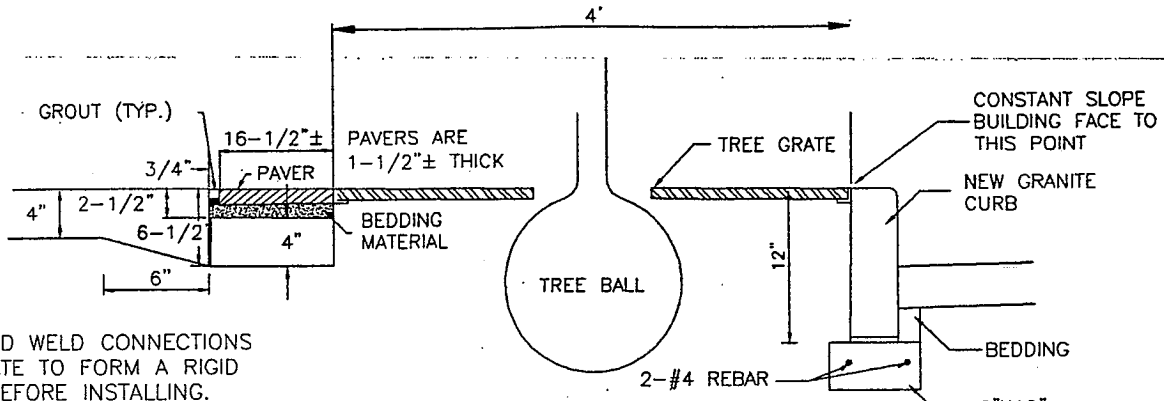 4'
GROUT (TYP.)
16-1/2"±
PAVERS ARE
1-1/2"± THICK
3/4"
PAVER
TREE GRATE
CONSTANT SLOPE
BUILDING FACE TO
THIS POINT
NEW GRANITE
CURB
4"
2-1/2"
6-1/2"
4"
BEDDING
MATERIAL
6"
12"
TREE BALL
D WELD CONNECTIONS
TE TO FORM A RIGID
EFORE INSTALLING.
2-#4 REBAR
BEDDING